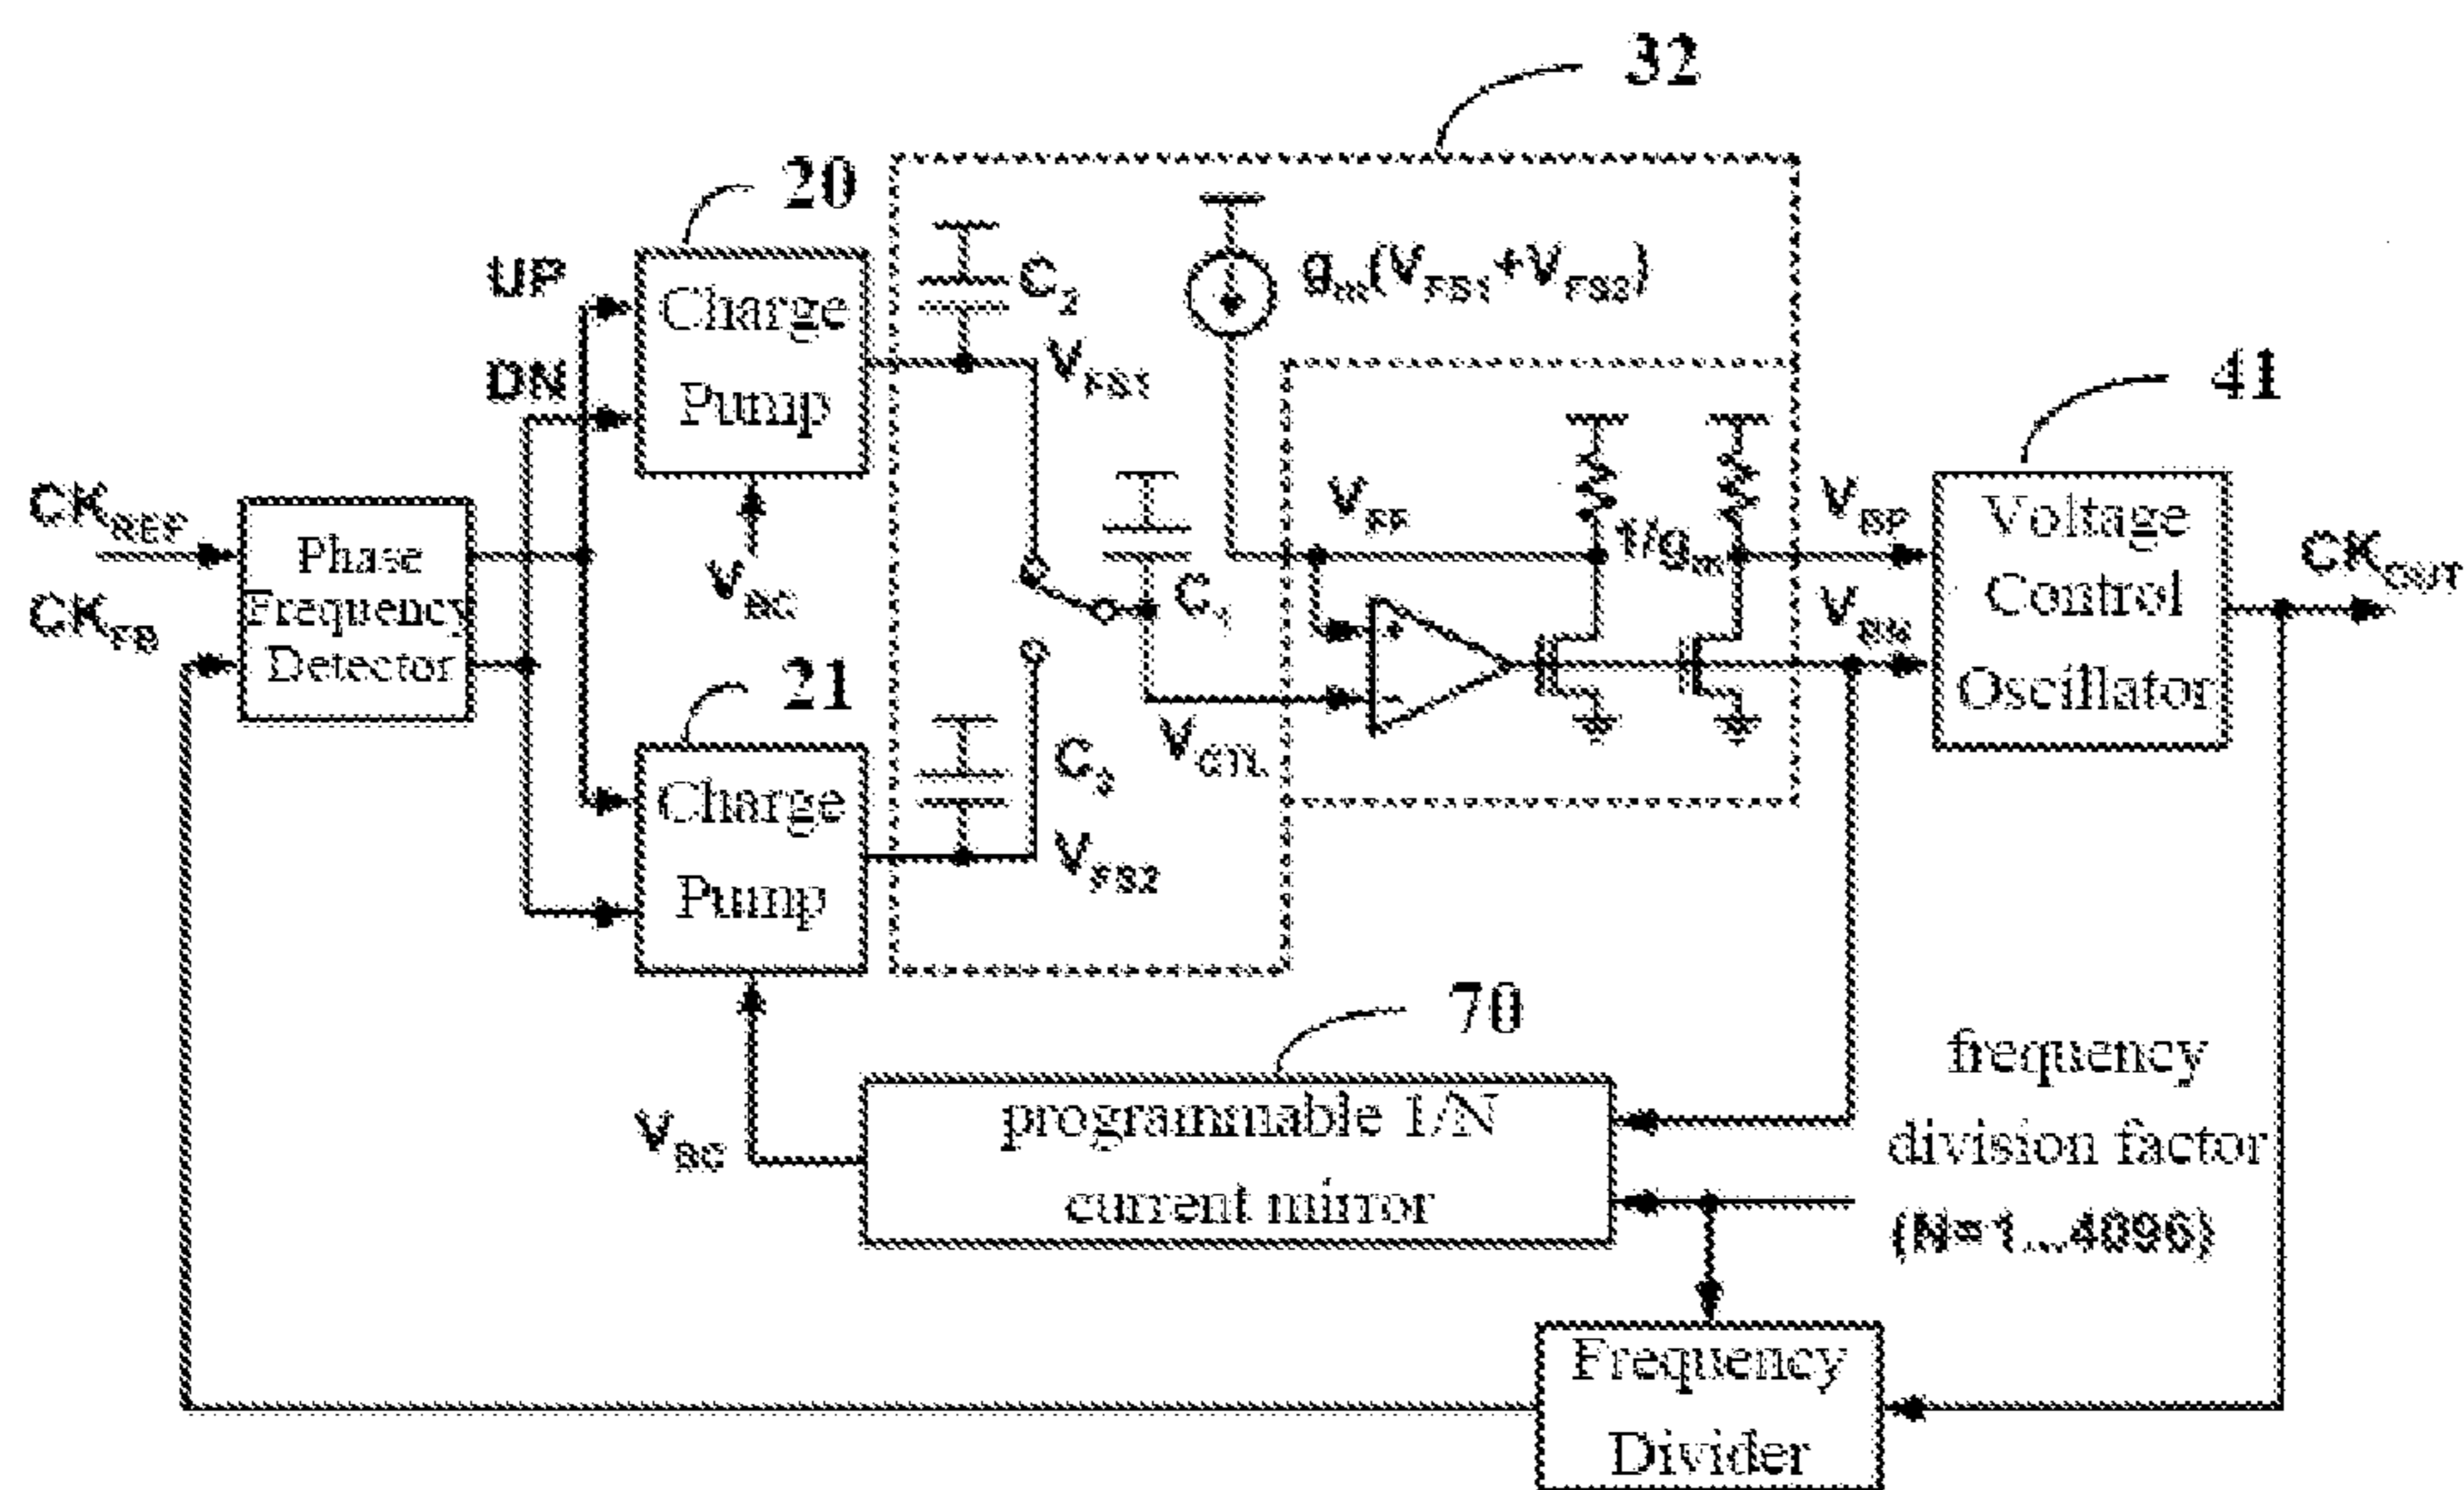 32
20
UP
DN
Charge
Pump
C2
VFS1
gm(VFS1+VFS2)
41
CKREF
CKFB
Phase
Frequency
Detector
VBC
C1
VFF
1/gm
VBP
VBN
Voltage
Control
Oscillator
CKOUT
21
Charge
Pump
C3
VFS2
VCTL
70
VBC
programmable 1/N
current mirror
frequency
division factor
(N=1...4096)
Frequency
Divider